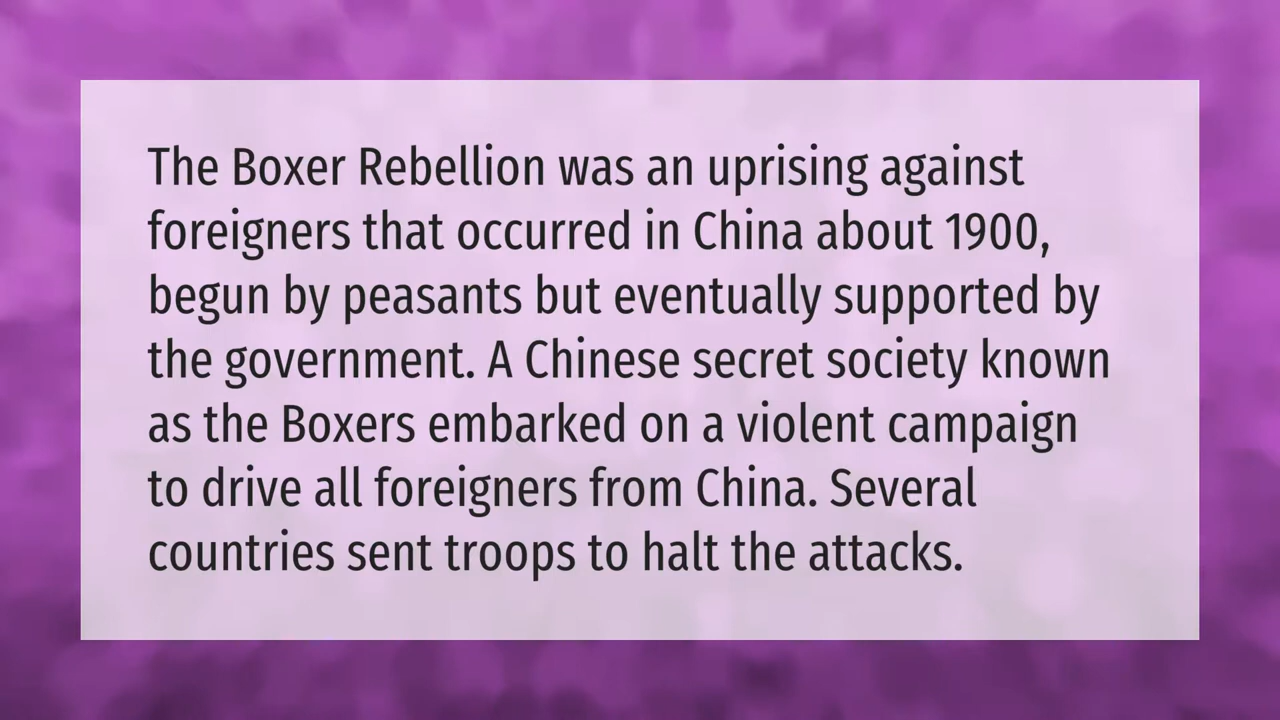 The Boxer Rebellion was an uprising against
foreigners that occurred in China about 1900,
begun by peasants but eventually supported by
the government. A Chinese secret society known
as the Boxers embarked on a violent campaign
to drive all foreigners from China. Several
countries sent troops to halt the attacks.